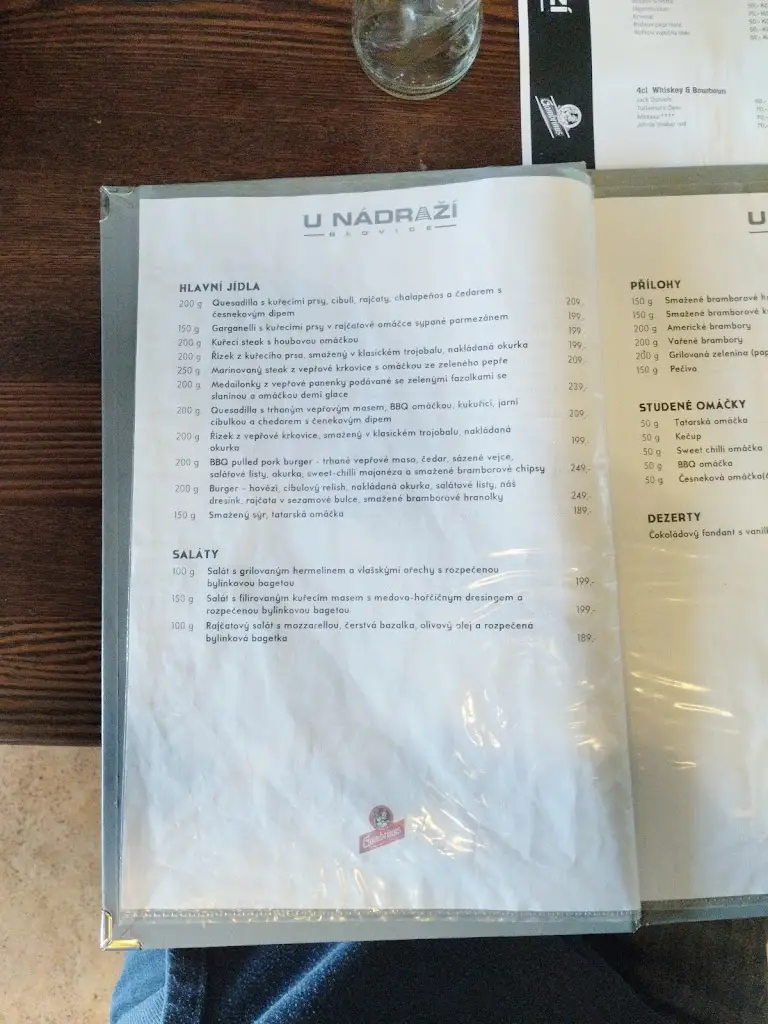 4cl Whiskey & Bourboun
U NÁDRAŽÍ
BLOVICE
HLAVNÍ JÍDLA
200 g Quesadilla s kuřecími prsy, cibulí, rajčaty, chalapeños a čedarem s
česnekovým dipem 209,-
150 g Garganelli s kuřecími prsy v rajčatové omáčce sypané parmezánem 199,-
200 g Kuřecí steak s houbovou omáčkou 199
200 g Řízek z kuřecího prsa, smažený v klasickém trojobalu, nakládaná okurka 199,-
250 g Marinovaný steak z vepřové krkovice s omáčkou ze zeleného pepře 209,-
200 g Medailonky z vepřové panenky podávané se zelenými fazolkami se
slaninou a omáčkou demi glace 239,-
200 g Quesadilla s trhaným vepřovým masem, BBQ omáčkou, kukuřicí, jarní
cibulkou a chedarem s čenekovým dipem 209,-
200 g Řízek z vepřové krkovice, smažený v klasickém trojobalu, nakládaná
okurka 199,-
200 g BBQ pulled pork burger - trhané vepřové maso, čedar, sázené vejce,
salátové listy, okurka, sweet-chilli majonéza a smažené bramborové chipsy 249,-
200 g Burger - hovězí, cibulový relish, nakládaná okurka, salátové listy, náš
dresink, rajčata v sezamové bulce, smažené bramborové hranolky 249,-
150 g Smažený sýr, tatarská omáčka 189,-
SALÁTY
100 g Salát s grilovaným hermelínem a vlašskými ořechy s rozpečenou
bylinkovou bagetou 199,-
150 g Salát s filírovaným kuřecím masem s medovo-hořčičným dresingem a
rozpečenou bylinkovou bagetou 199,-
100 g Rajčatový salát s mozzarellou, čerstvá bazalka, olivový olej a rozpečená
bylinková bagetka 189,-
Gambrinus
U
PŘÍLOHY
150 g Smažené bramborové
150 g Smažené bramborové
200 g Americké brambory
200 g Vařené brambory
200 g Grilovaná zelenina
150 g Pečivo
STUDENÉ OMÁČKY
50 g Tatarská omáčka
50 g Kečup
50 g Sweet chilli omáčka
50 g BBQ omáčka
50 g Česneková omáčka
DEZERTY
Čokoládový fondant s